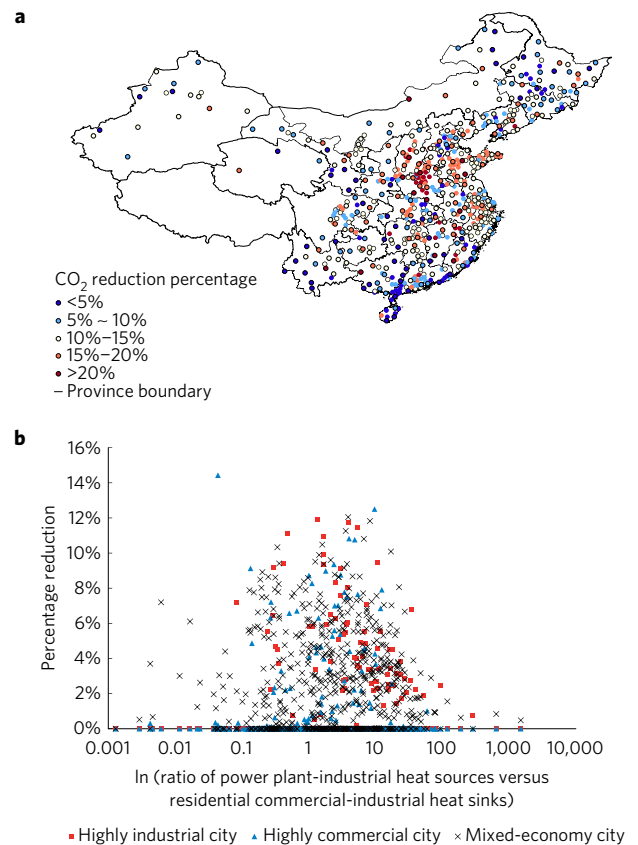 a
CO₂ reduction percentage
<5%
5% ~ 10%
10%–15%
15%–20%
>20%
– Province boundary
b
16%
14%
12%
10%
8%
6%
4%
2%
0%
Percentage reduction
0.001 0.01 0.1 1 10 100 1,000 10,000
ln (ratio of power plant-industrial heat sources versus
residential commercial-industrial heat sinks)
Highly industrial city Highly commercial city × Mixed-economy city